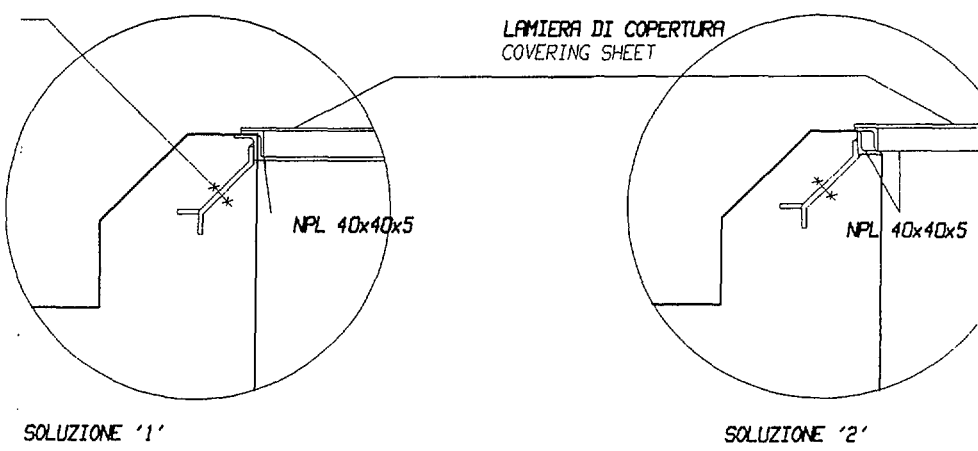 LAMIERA DI COPERTURA
COVERING SHEET
NPL 40x40x5
NPL 40x40x5
SOLUZIONE '1'
SOLUZIONE '2'